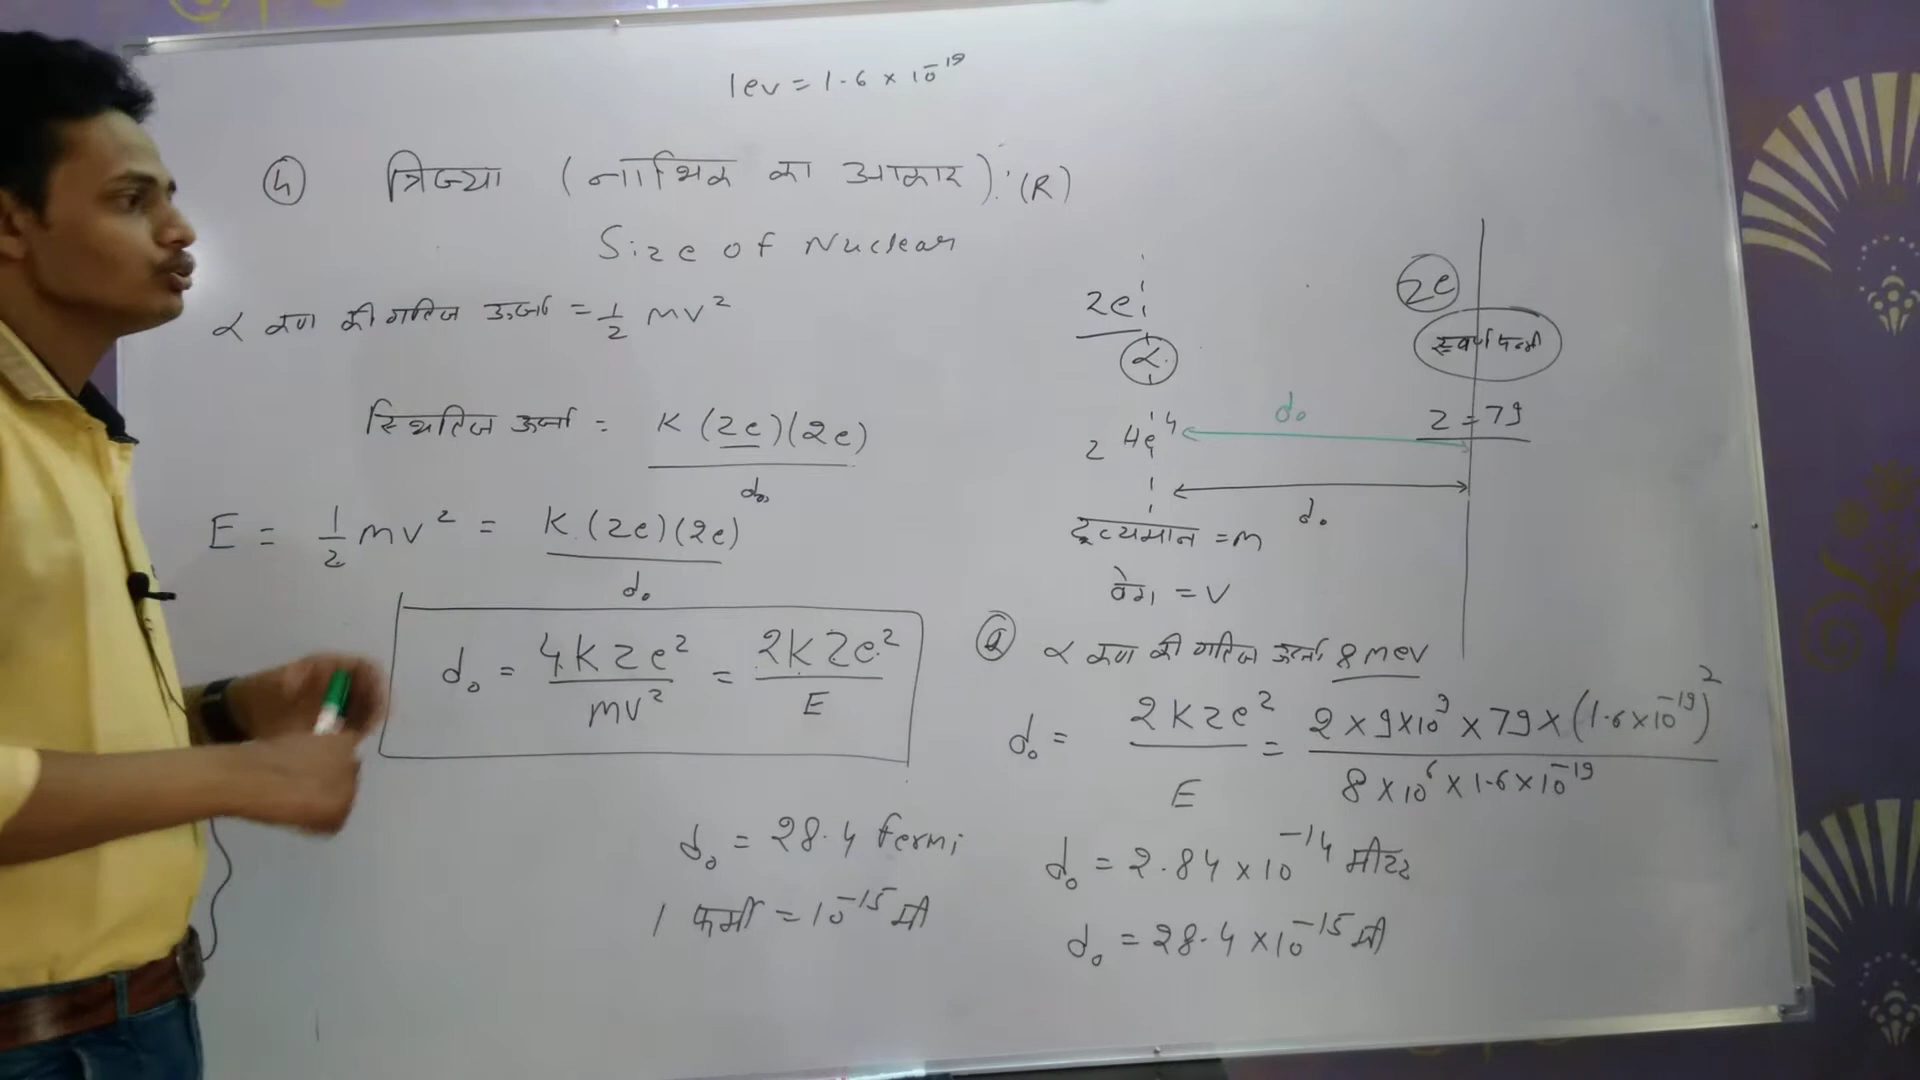 1ev = 1.6 × 10⁻¹⁹
(4) त्रिज्या (नाभिक का आकार) : (R)
Size of Nuclear
α कण की गतिज ऊर्जा = 1/2 mv²
स्थितिज ऊर्जा = K (Ze)(2e) / d₀
E = 1/2 mv² = K (Ze)(2e) / d₀
d₀ = 4KZe² / mv² = 2KZe² / E
d₀ = 28.4 fermi
1 फर्मी = 10⁻¹⁵ मी
2e
α
₂He⁴
Ze
स्वर्ण पन्नी
Z = 79
d₀
d₀
द्रव्यमान = m
वेग = v
(Q) α कण की गतिज ऊर्जा 8 mev
d₀ = 2KZe² / E = 2 × 9×10⁹ × 79 × (1.6×10⁻¹⁹)² / 8 × 10⁶ × 1.6 × 10⁻¹⁹
d₀ = 2.84 × 10⁻¹⁴ मीटर
d₀ = 28.4 × 10⁻¹⁵ मी